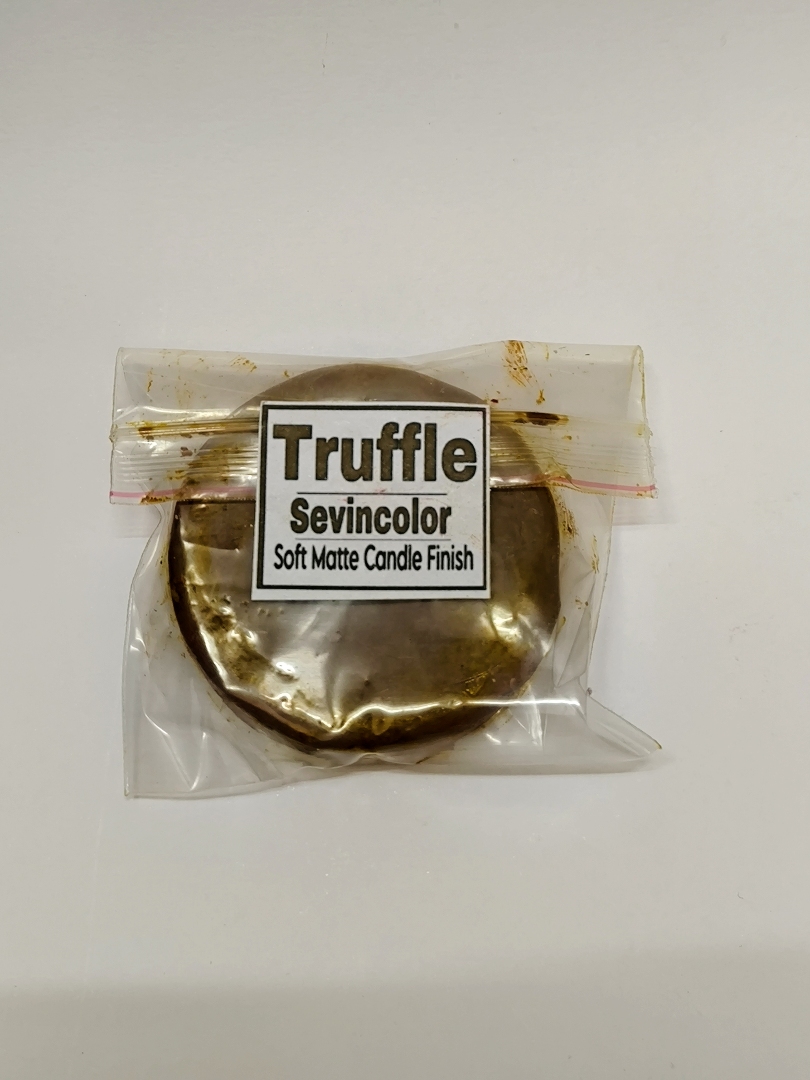 Truffle
Sevincolor
Soft Matte Candle Finish